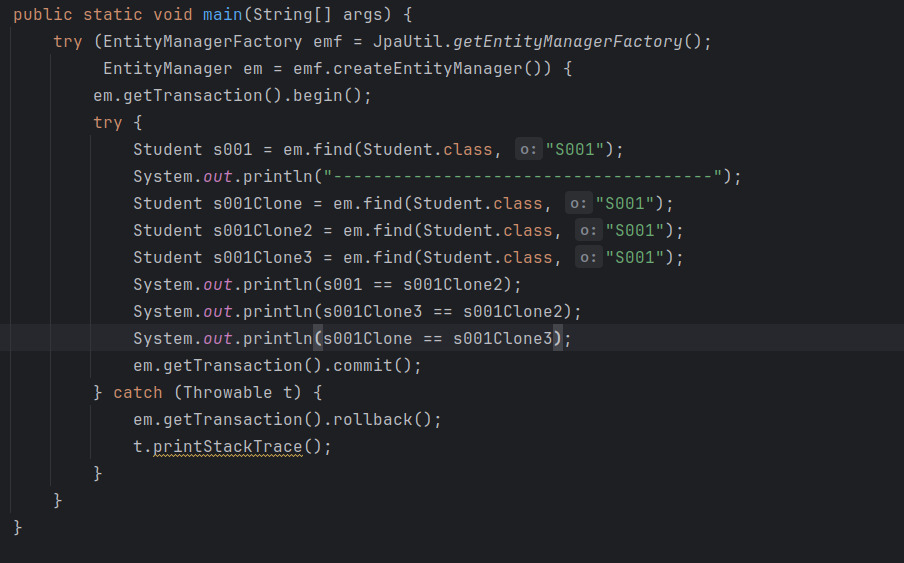 public static void main(String[] args) {
try (EntityManagerFactory emf = JpaUtil.getEntityManagerFactory();
EntityManager em = emf.createEntityManager()) {
em.getTransaction().begin();
try {
Student s001 = em.find(Student.class, o: "S001");
System.out.println("--------------------------------------");
Student s001Clone = em.find(Student.class, o: "S001");
Student s001Clone2 = em.find(Student.class, o: "S001");
Student s001Clone3 = em.find(Student.class, o: "S001");
System.out.println(s001 == s001Clone2);
System.out.println(s001Clone3 == s001Clone2);
System.out.println(s001Clone == s001Clone3);
em.getTransaction().commit();
} catch (Throwable t) {
em.getTransaction().rollback();
t.printStackTrace();
}
}
}